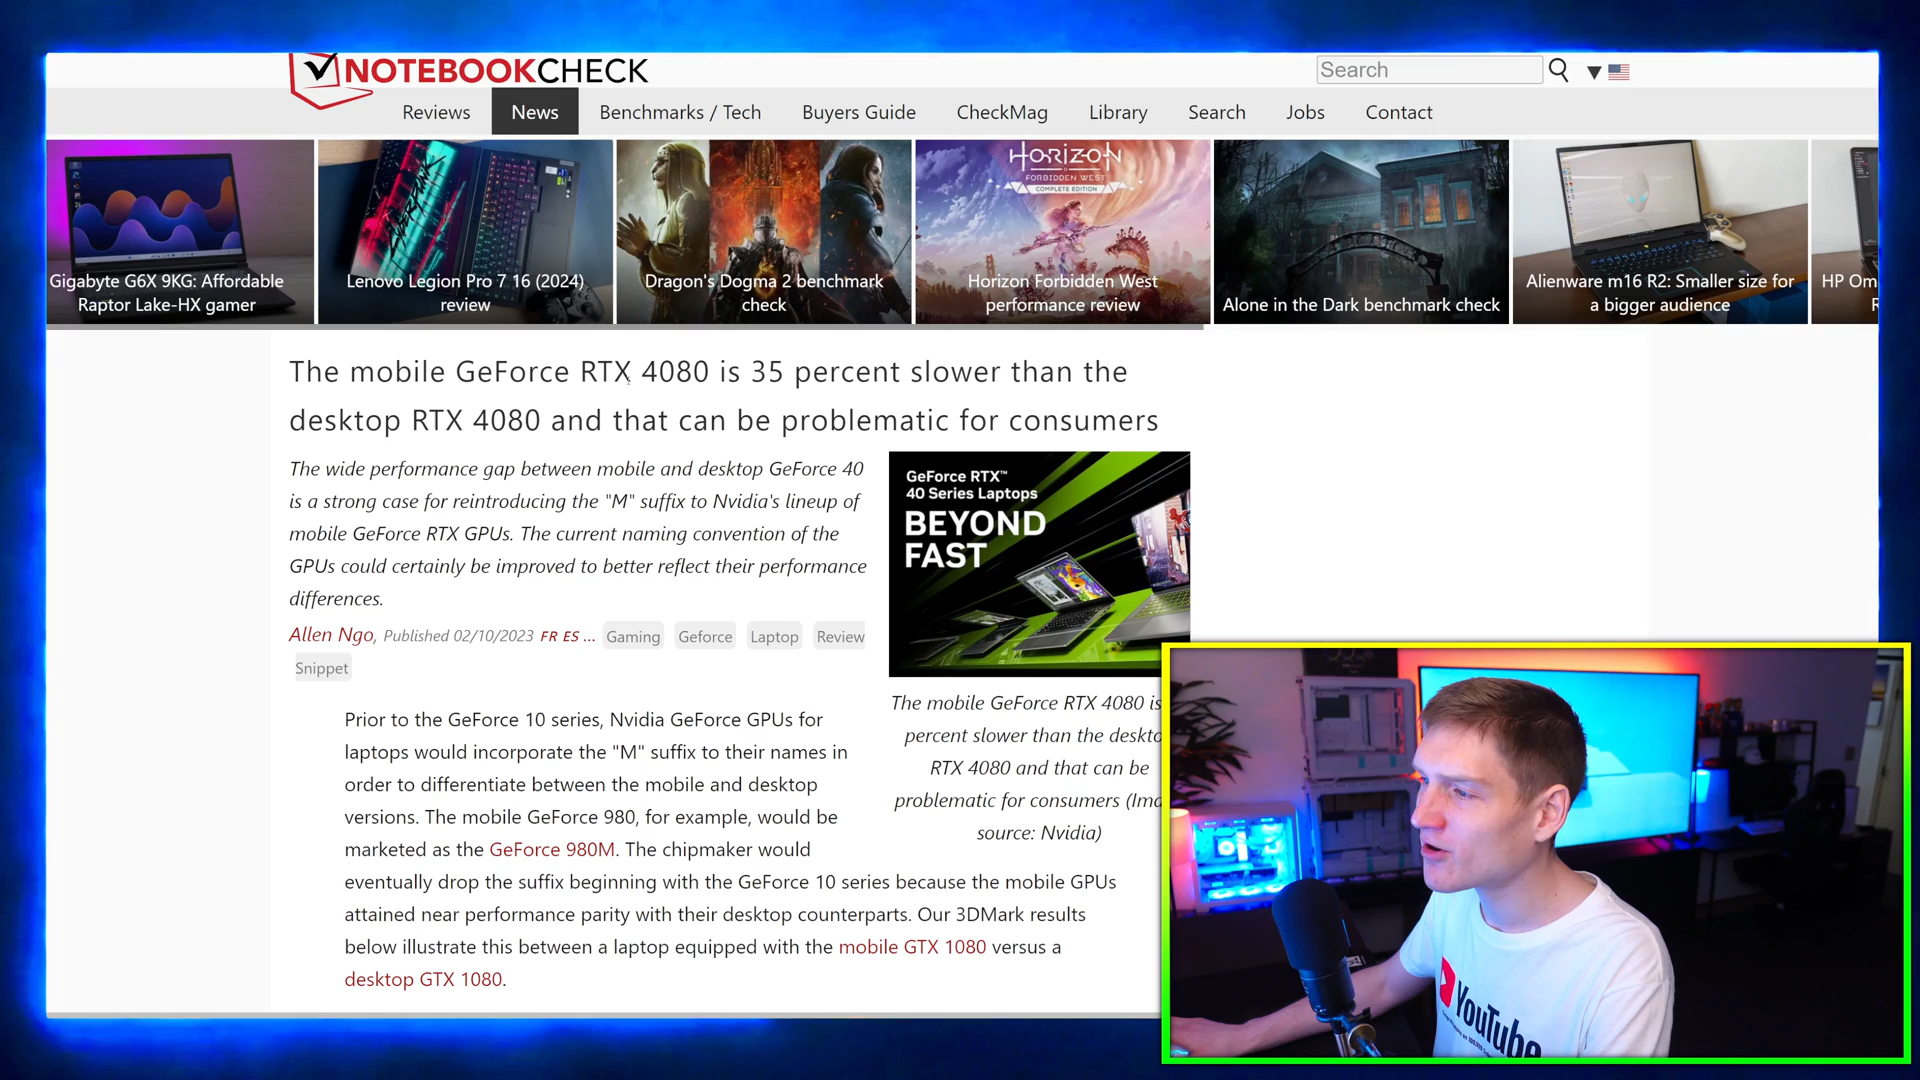 NOTEBOOKCHECK
Search
Reviews
News
Benchmarks / Tech
Buyers Guide
CheckMag
Library
Search
Jobs
Contact
Gigabyte G6X 9KG: Affordable
Raptor Lake-HX gamer
Lenovo Legion Pro 7 16 (2024)
review
Dragon's Dogma 2 benchmark
check
HORIZON
FORBIDDEN WEST
COMPLETE EDITION
Horizon Forbidden West
performance review
Alone in the Dark benchmark check
Alienware m16 R2: Smaller size for
a bigger audience
HP Om
The mobile GeForce RTX 4080 is 35 percent slower than the
desktop RTX 4080 and that can be problematic for consumers
The wide performance gap between mobile and desktop GeForce 40
is a strong case for reintroducing the "M" suffix to Nvidia's lineup of
mobile GeForce RTX GPUs. The current naming convention of the
GPUs could certainly be improved to better reflect their performance
differences.
Allen Ngo, Published 02/10/2023 FR ES ... Gaming Geforce Laptop Review
Snippet
GeForce RTX™
40 Series Laptops
BEYOND
FAST
The mobile GeForce RTX 4080 is
percent slower than the deskto
RTX 4080 and that can be
problematic for consumers (Ima
source: Nvidia)
Prior to the GeForce 10 series, Nvidia GeForce GPUs for
laptops would incorporate the "M" suffix to their names in
order to differentiate between the mobile and desktop
versions. The mobile GeForce 980, for example, would be
marketed as the GeForce 980M. The chipmaker would
eventually drop the suffix beginning with the GeForce 10 series because the mobile GPUs
attained near performance parity with their desktop counterparts. Our 3DMark results
below illustrate this between a laptop equipped with the mobile GTX 1080 versus a
desktop GTX 1080.
YouTube